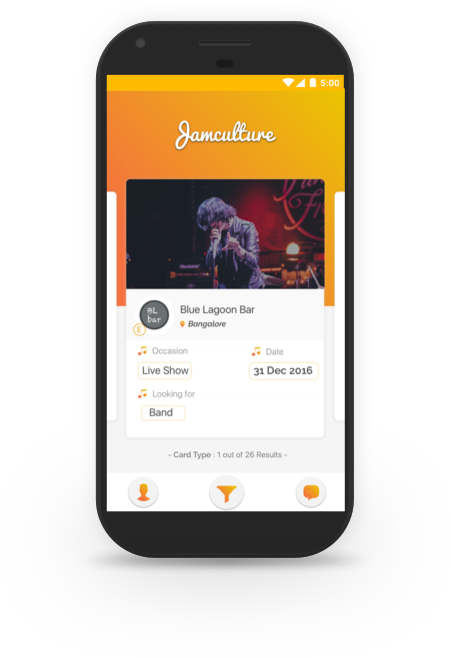 5:00
Jamculture
BL
bar
E
Blue Lagoon Bar
Bangalore
Occasion
Date
Live Show
31 Dec 2016
Looking for
Band
- Card Type : 1 out of 26 Results -